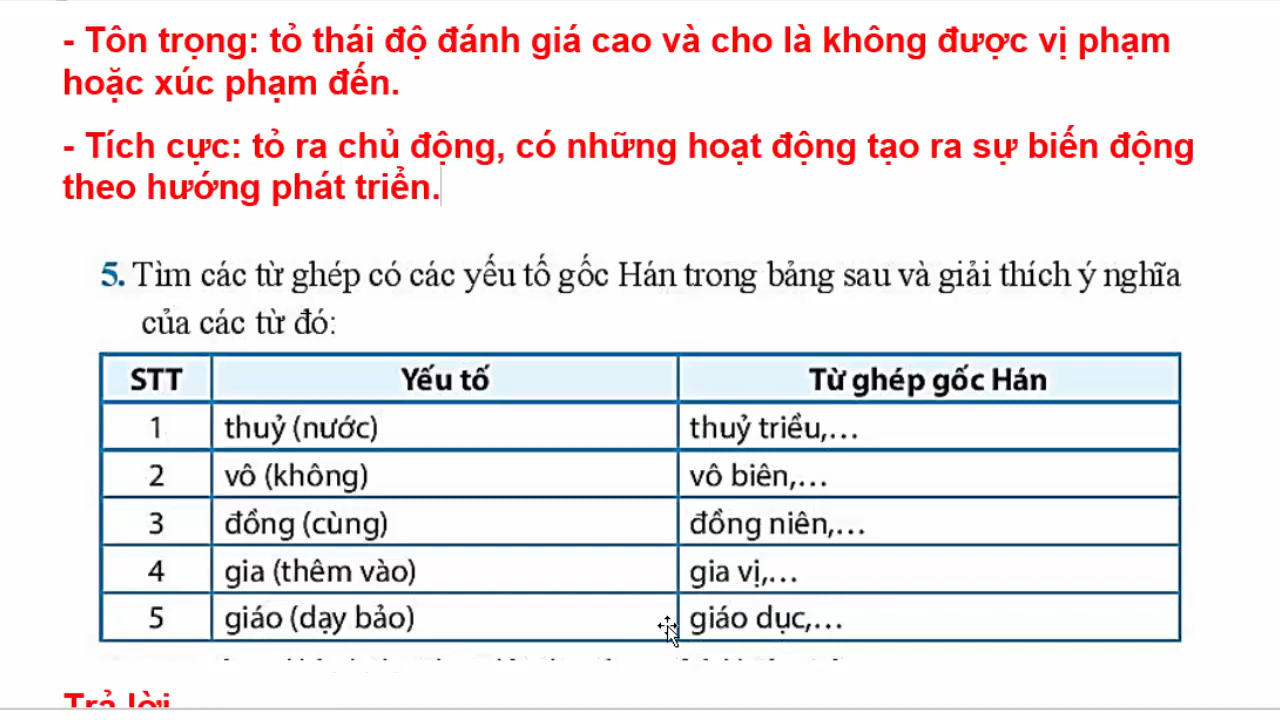 - Tôn trọng: tỏ thái độ đánh giá cao và cho là không được vị phạm
hoặc xúc phạm đến.
- Tích cực: tỏ ra chủ động, có những hoạt động tạo ra sự biến động
theo hướng phát triển.
5. Tìm các từ ghép có các yếu tố gốc Hán trong bảng sau và giải thích ý nghĩa
của các từ đó:
STT Yếu tố Từ ghép gốc Hán
1 thuỷ (nước) thuỷ triều,...
2 vô (không) vô biên,...
3 đồng (cùng) đồng niên,...
4 gia (thêm vào) gia vị,...
5 giáo (dạy bảo) giáo dục,...
Trả lời